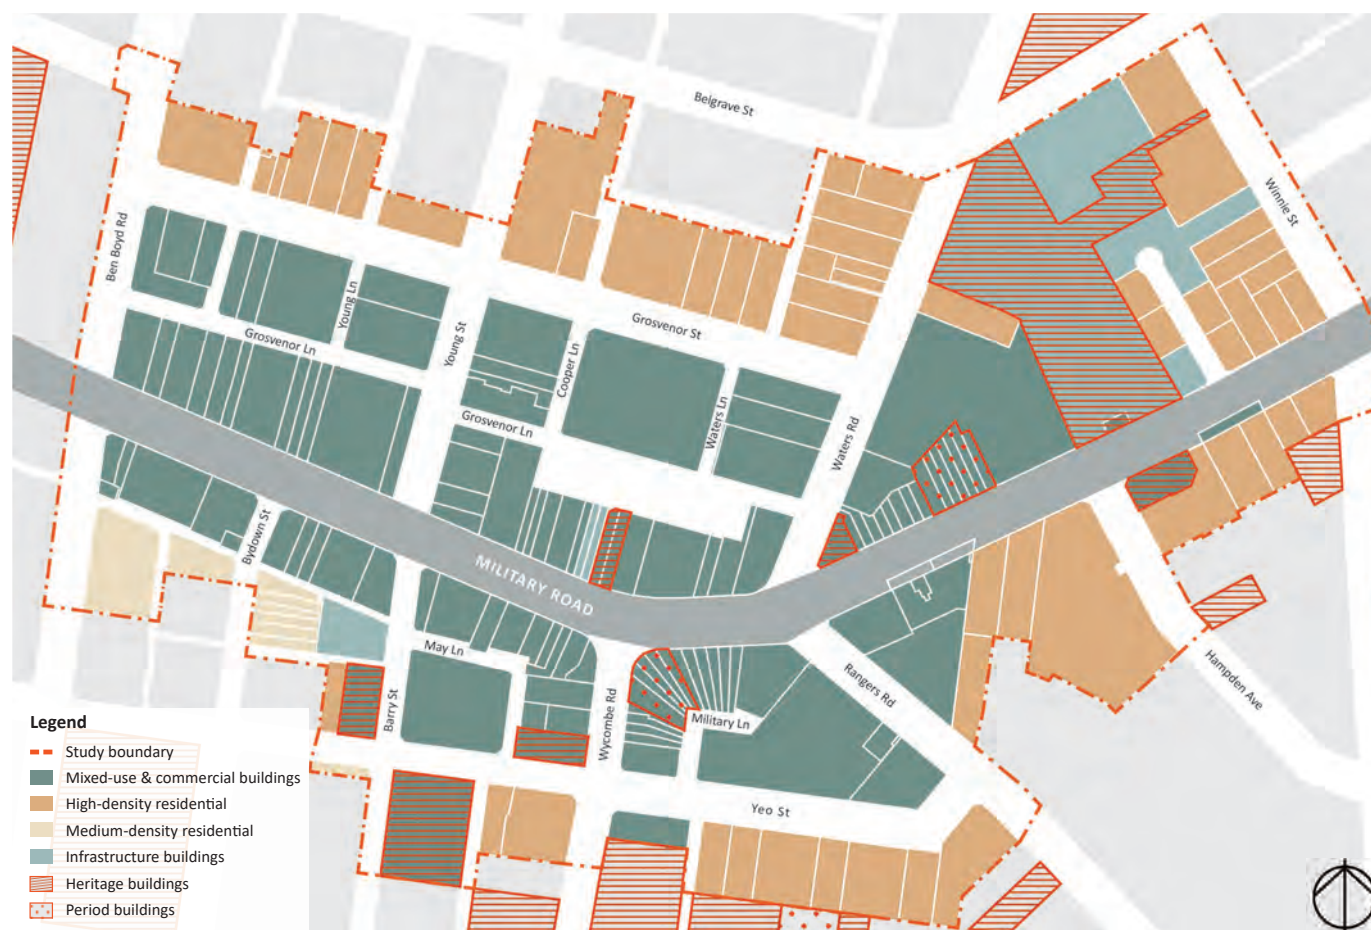 Belgrave St
Winnie St
Ben Boyd Rd
Young Ln
Grosvenor Ln
Young St
Grosvenor St
Cooper Ln
Grosvenor Ln
Waters Ln
Waters Rd
Bydown St
MILITARY ROAD
May Ln
Barry St
Wycombe Rd
Military Ln
Rangers Rd
Hampden Ave
Yeo St
Legend
Study boundary
Mixed-use & commercial buildings
High-density residential
Medium-density residential
Infrastructure buildings
Heritage buildings
Period buildings